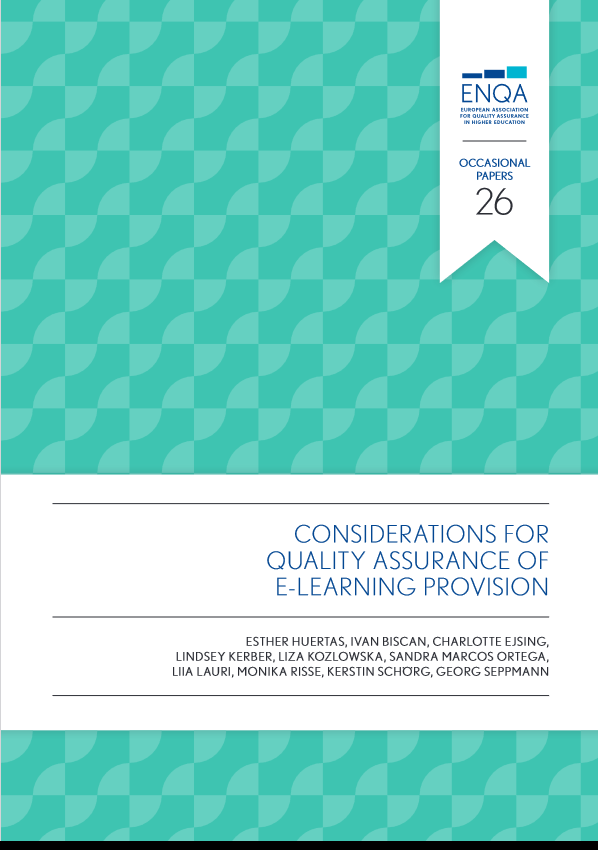 ENQA
EUROPEAN ASSOCIATION
FOR QUALITY ASSURANCE
IN HIGHER EDUCATION
OCCASIONAL
PAPERS
26
CONSIDERATIONS FOR
QUALITY ASSURANCE OF
E-LEARNING PROVISION
ESTHER HUERTAS, IVAN BISCAN, CHARLOTTE EJSING,
LINDSEY KERBER, LIZA KOZLOWSKA, SANDRA MARCOS ORTEGA,
LIIA LAURI, MONIKA RISSE, KERSTIN SCHÖRG, GEORG SEPPMANN